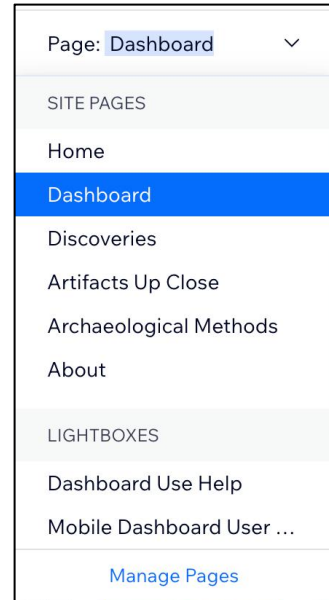 Page: Dashboard
SITE PAGES
Home
Dashboard
Discoveries
Artifacts Up Close
Archaeological Methods
About
LIGHTBOXES
Dashboard Use Help
Mobile Dashboard User ...
Manage Pages